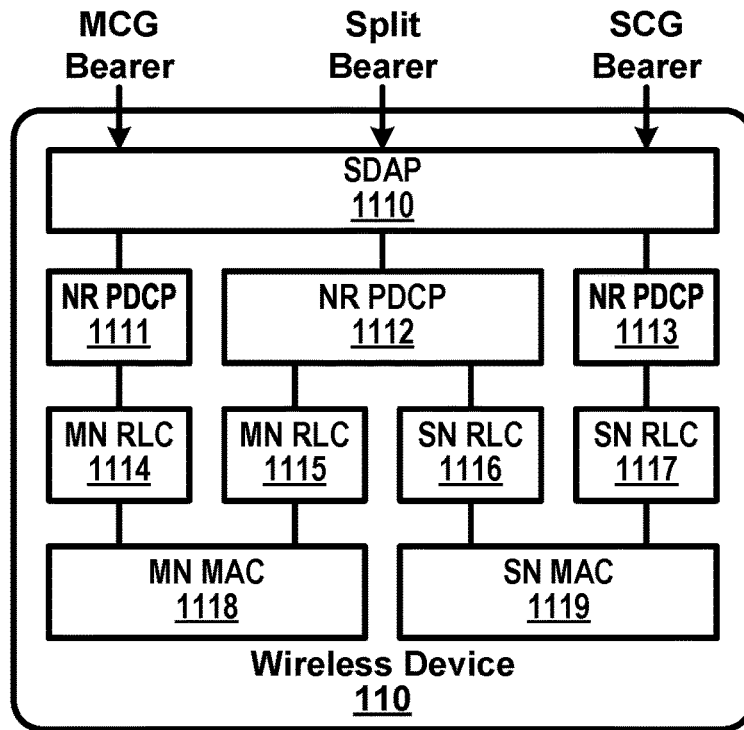 MCG
Bearer
Split
Bearer
SCG
Bearer
SDAP
1110
NR PDCP
1111
NR PDCP
1112
NR PDCP
1113
MN RLC
1114
MN RLC
1115
SN RLC
1116
SN RLC
1117
MN MAC
1118
SN MAC
1119
Wireless Device
110